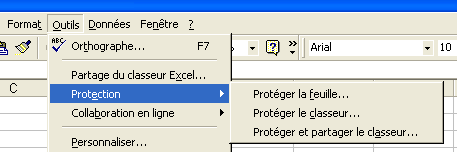 Format Outils Données Fenêtre ?
Orthographe... F7
Arial 10
Partage du classeur Excel...
C
Protection
Protéger la feuille...
Collaboration en ligne
Protéger le classeur...
Protéger et partager le classeur...
Personnaliser...